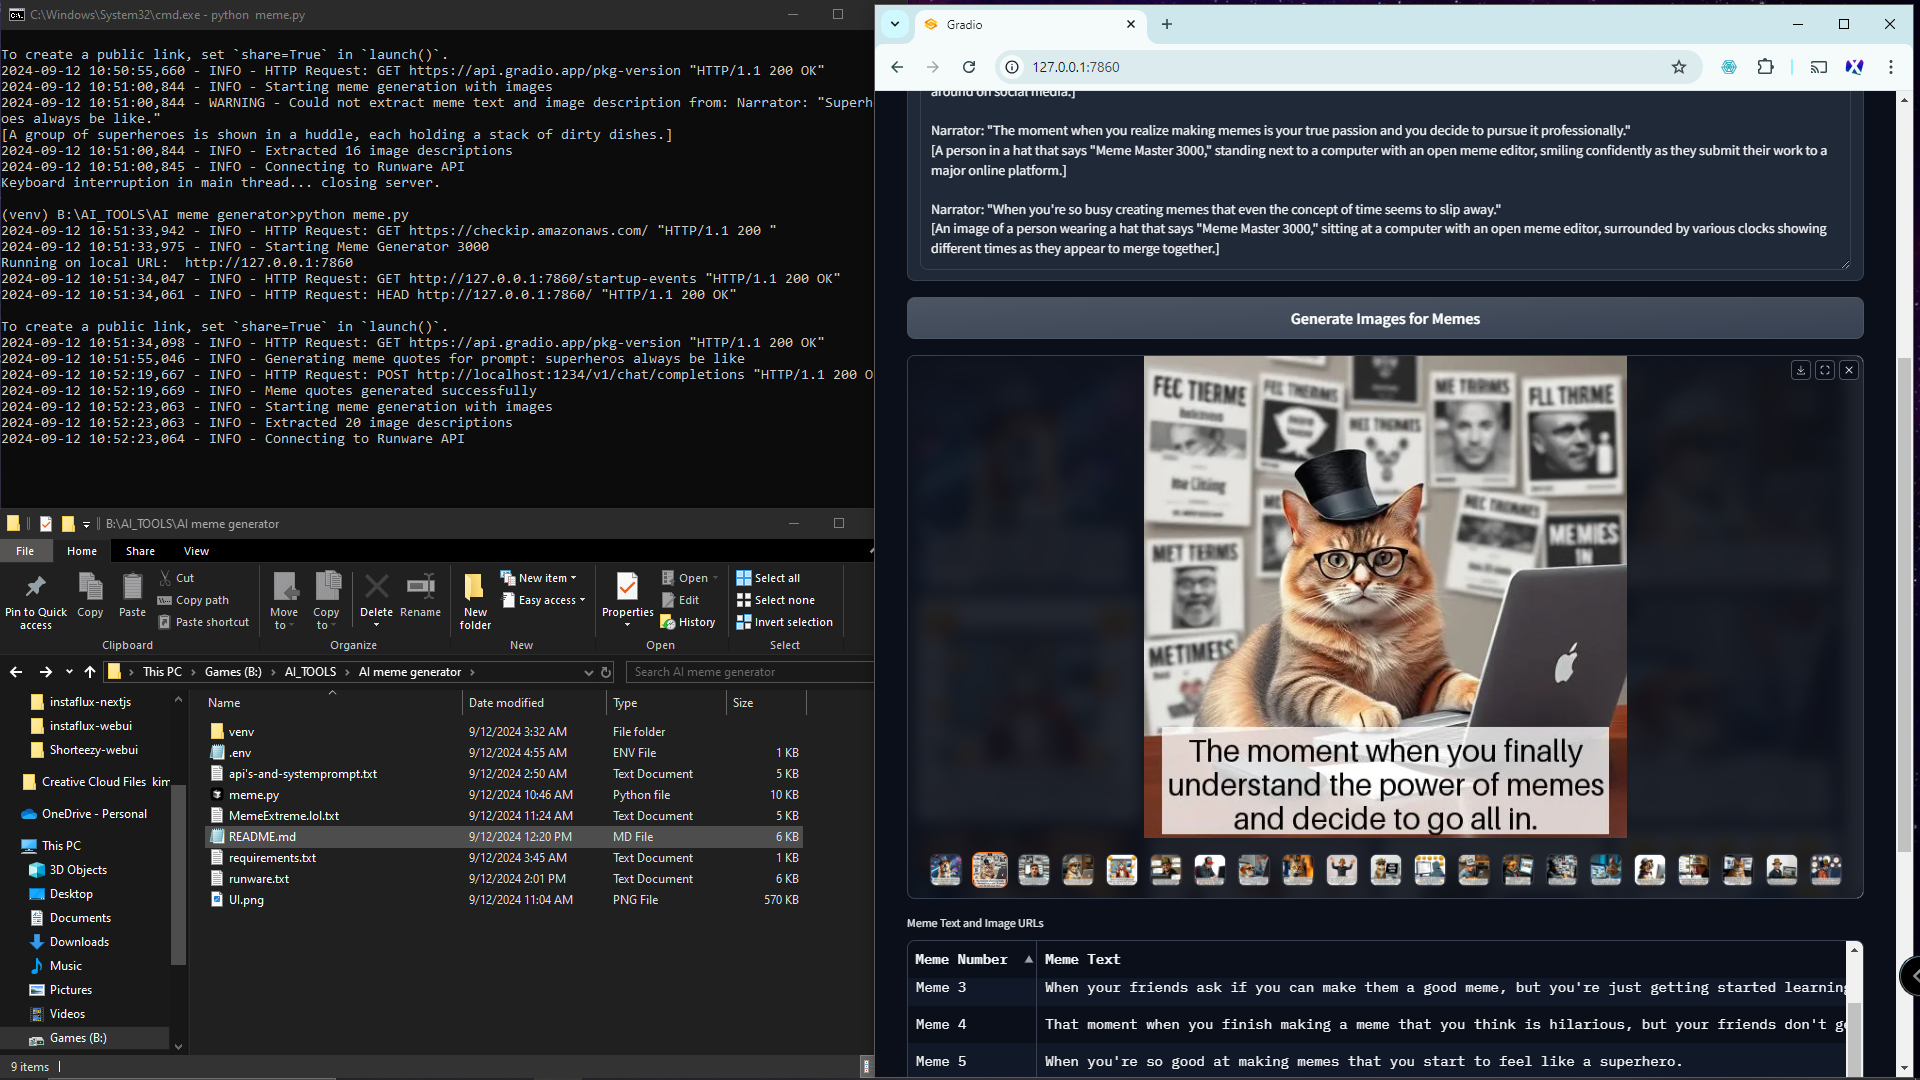 C:\Windows\System32\cmd.exe - python  meme.py
To create a public link, set `share=True` in `launch()`.
2024-09-12 10:50:55,660 - INFO - HTTP Request: GET https://api.gradio.app/pkg-version "HTTP/1.1 200 OK"
2024-09-12 10:51:00,844 - INFO - Starting meme generation with images
2024-09-12 10:51:00,844 - WARNING - Could not extract meme text and image description from: Narrator: "Superh
oes always be like."
[A group of superheroes is shown in a huddle, each holding a stack of dirty dishes.]
2024-09-12 10:51:00,844 - INFO - Extracted 16 image descriptions
2024-09-12 10:51:00,845 - INFO - Connecting to Runware API
Keyboard interruption in main thread... closing server.
(venv) B:\AI_TOOLS\AI meme generator>python meme.py
2024-09-12 10:51:33,942 - INFO - HTTP Request: GET https://checkip.amazonaws.com/ "HTTP/1.1 200 "
2024-09-12 10:51:33,975 - INFO - Starting Meme Generator 3000
Running on local URL:  http://127.0.0.1:7860
2024-09-12 10:51:34,047 - INFO - HTTP Request: GET http://127.0.0.1:7860/startup-events "HTTP/1.1 200 OK"
2024-09-12 10:51:34,061 - INFO - HTTP Request: HEAD http://127.0.0.1:7860/ "HTTP/1.1 200 OK"
To create a public link, set `share=True` in `launch()`.
2024-09-12 10:51:34,098 - INFO - HTTP Request: GET https://api.gradio.app/pkg-version "HTTP/1.1 200 OK"
2024-09-12 10:51:55,046 - INFO - Generating meme quotes for prompt: superheros always be like
2024-09-12 10:52:19,667 - INFO - HTTP Request: POST http://localhost:1234/v1/chat/completions "HTTP/1.1 200 O
2024-09-12 10:52:19,669 - INFO - Meme quotes generated successfully
2024-09-12 10:52:23,063 - INFO - Starting meme generation with images
2024-09-12 10:52:23,063 - INFO - Extracted 20 image descriptions
2024-09-12 10:52:23,064 - INFO - Connecting to Runware API
B:\AI_TOOLS\AI meme generator
File Home Share View
Pin to Quick access
Copy
Paste
Cut
Copy path
Paste shortcut
Clipboard
Move to
Copy to
Delete
Rename
Organize
New folder
New item
Easy access
New
Properties
Open
Edit
History
Open
Select all
Select none
Invert selection
Select
This PC > Games (B:) > AI_TOOLS > AI meme generator >
Search AI meme generator
instaflux-nextjs
instaflux-webui
Shorteezy-webui
Creative Cloud Files  kim
OneDrive - Personal
This PC
3D Objects
Desktop
Documents
Downloads
Music
Pictures
Videos
Games (B:)
Name Date modified Type Size
venv 9/12/2024 3:32 AM File folder
.env 9/12/2024 4:55 AM ENV File 1 KB
api's-and-systemprompt.txt 9/12/2024 2:50 AM Text Document 5 KB
meme.py 9/12/2024 10:46 AM Python file 10 KB
MemeExtreme.lol.txt 9/12/2024 11:24 AM Text Document 5 KB
README.md 9/12/2024 12:20 PM MD File 6 KB
requirements.txt 9/12/2024 3:45 AM Text Document 1 KB
runware.txt 9/12/2024 2:01 PM Text Document 6 KB
UI.png 9/12/2024 11:04 AM PNG File 570 KB
9 items
Gradio
127.0.0.1:7860
around on social media.]
Narrator: "The moment when you realize making memes is your true passion and you decide to pursue it professionally."
[A person in a hat that says "Meme Master 3000," standing next to a computer with an open meme editor, smiling confidently as they submit their work to a
major online platform.]
Narrator: "When you're so busy creating memes that even the concept of time seems to slip away."
[An image of a person wearing a hat that says "Meme Master 3000," sitting at a computer with an open meme editor, surrounded by various clocks showing
different times as they appear to merge together.]
Generate Images for Memes
FEC TIERME
ME TRRMS
FLL THRME
MET TERMS
MEMIES
IN
METIMEES
The moment when you finally
understand the power of memes
and decide to go all in.
Meme Text and Image URLs
Meme Number Meme Text
Meme 3 When your friends ask if you can make them a good meme, but you're just getting started learning
Meme 4 That moment when you finish making a meme that you think is hilarious, but your friends don't g
Meme 5 When you're so good at making memes that you start to feel like a superhero.